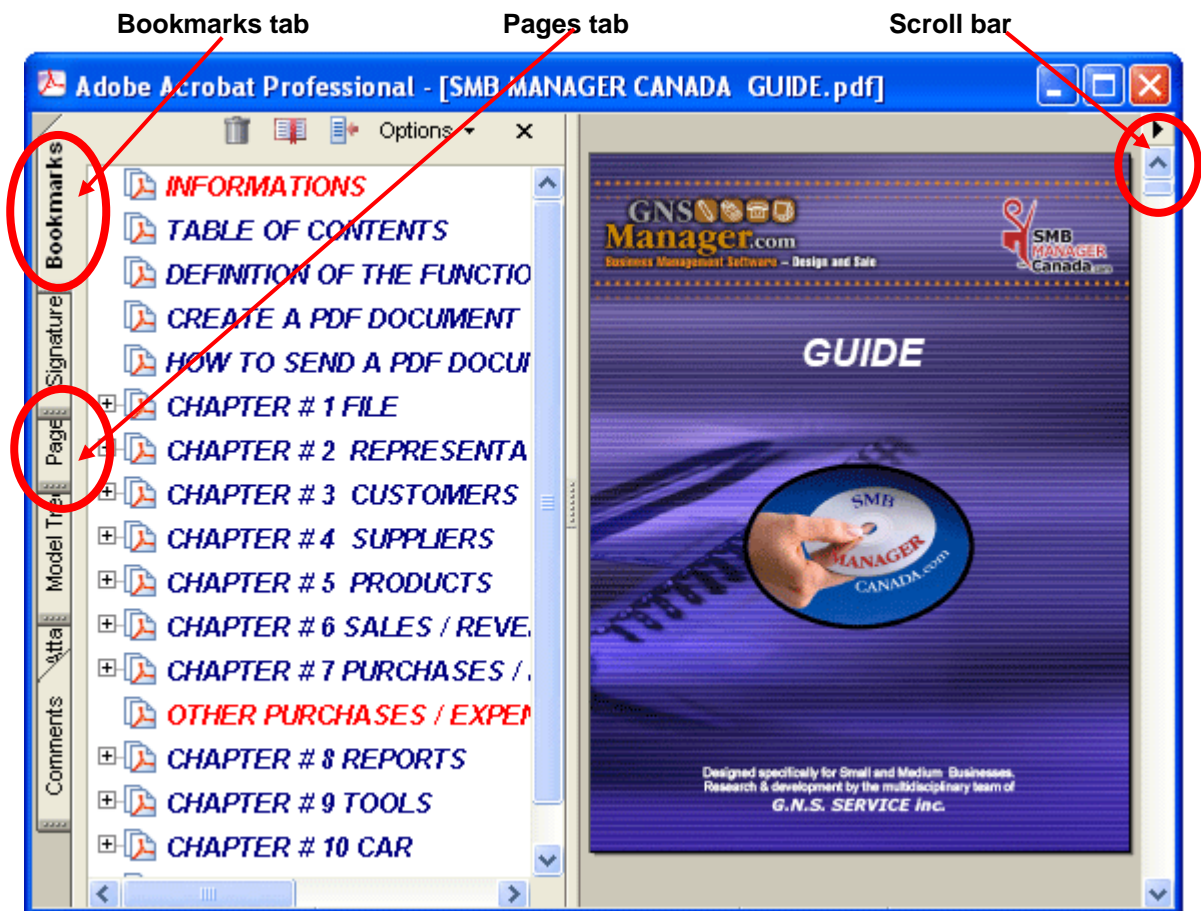 Bookmarks tab
Pages tab
Scroll bar
Adobe Acrobat Professional - [SMB MANAGER CANADA GUIDE.pdf]
Options
Bookmarks
Signature
Page
Model Tre
Atta
Comments
INFORMATIONS
TABLE OF CONTENTS
DEFINITION OF THE FUNCTIO
CREATE A PDF DOCUMENT
HOW TO SEND A PDF DOCU
CHAPTER # 1 FILE
CHAPTER # 2 REPRESENTA
CHAPTER # 3 CUSTOMERS
CHAPTER # 4 SUPPLIERS
CHAPTER # 5 PRODUCTS
CHAPTER # 6 SALES / REVE
CHAPTER # 7 PURCHASES /
OTHER PURCHASES / EXPEN
CHAPTER # 8 REPORTS
CHAPTER # 9 TOOLS
CHAPTER # 10 CAR
GNS
Manager.com
Business Management Software – Design and Sale
SMB
MANAGER
Canada.com
GUIDE
SMB
MANAGER
CANADA.com
Designed specifically for Small and Medium Businesses.
Research & development by the multidisciplinary team of
G.N.S. SERVICE inc.